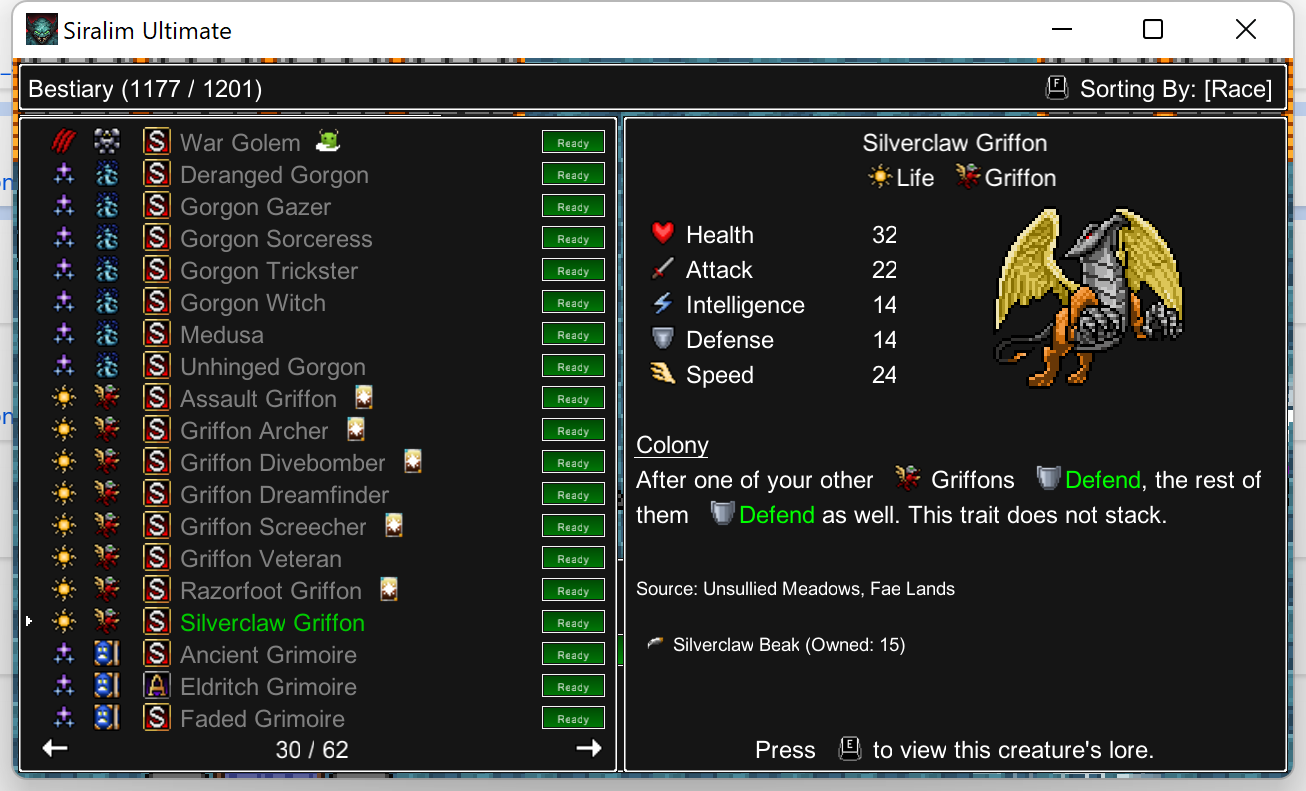 Siralim Ultimate
Bestiary (1177 / 1201)
F Sorting By: [Race]
S War Golem Ready
S Deranged Gorgon Ready
S Gorgon Gazer Ready
S Gorgon Sorceress Ready
S Gorgon Trickster Ready
S Gorgon Witch Ready
S Medusa Ready
S Unhinged Gorgon Ready
S Assault Griffon Ready
S Griffon Archer Ready
S Griffon Divebomber Ready
S Griffon Dreamfinder Ready
S Griffon Screecher Ready
S Griffon Veteran Ready
S Razorfoot Griffon Ready
S Silverclaw Griffon Ready
S Ancient Grimoire Ready
A Eldritch Grimoire Ready
S Faded Grimoire Ready
30 / 62
Silverclaw Griffon
Life Griffon
Health 32
Attack 22
Intelligence 14
Defense 14
Speed 24
Colony
After one of your other Griffons Defend, the rest of
them Defend as well. This trait does not stack.
Source: Unsullied Meadows, Fae Lands
Silverclaw Beak (Owned: 15)
Press E to view this creature's lore.